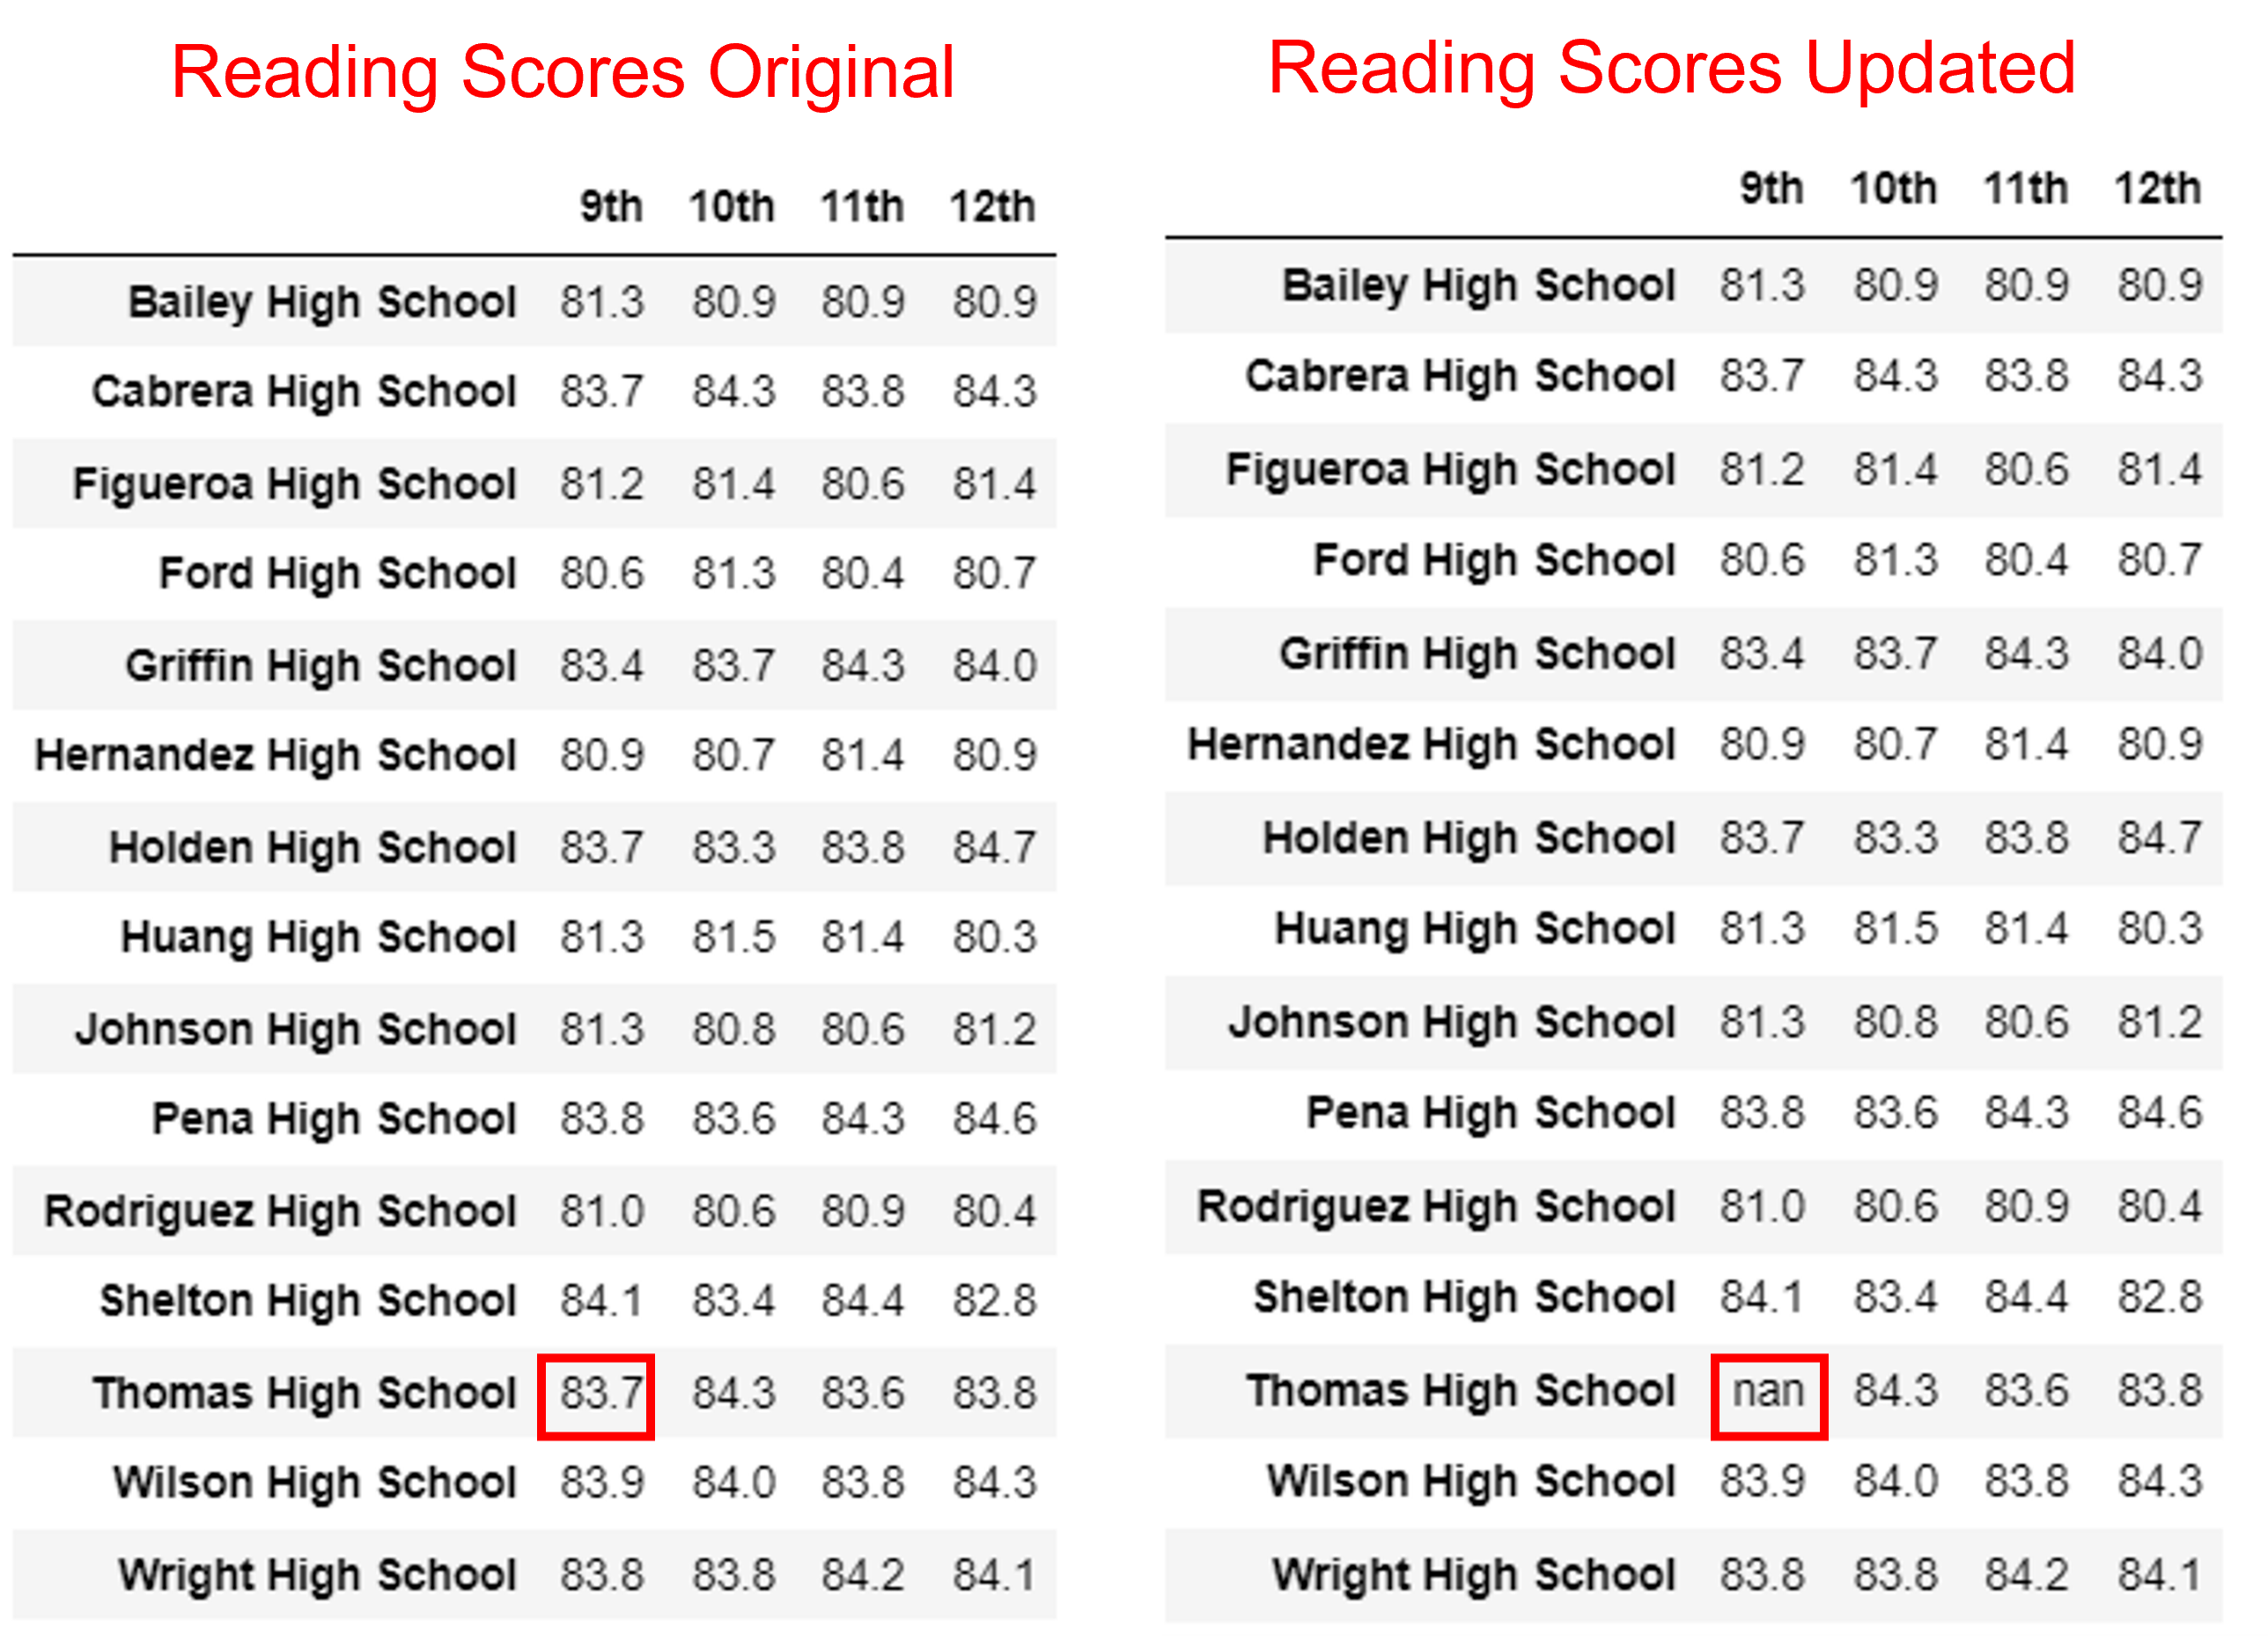 Reading Scores Original
9th 10th 11th 12th
Bailey High School 81.3 80.9 80.9 80.9
Cabrera High School 83.7 84.3 83.8 84.3
Figueroa High School 81.2 81.4 80.6 81.4
Ford High School 80.6 81.3 80.4 80.7
Griffin High School 83.4 83.7 84.3 84.0
Hernandez High School 80.9 80.7 81.4 80.9
Holden High School 83.7 83.3 83.8 84.7
Huang High School 81.3 81.5 81.4 80.3
Johnson High School 81.3 80.8 80.6 81.2
Pena High School 83.8 83.6 84.3 84.6
Rodriguez High School 81.0 80.6 80.9 80.4
Shelton High School 84.1 83.4 84.4 82.8
Thomas High School 83.7 84.3 83.6 83.8
Wilson High School 83.9 84.0 83.8 84.3
Wright High School 83.8 83.8 84.2 84.1
Reading Scores Updated
9th 10th 11th 12th
Bailey High School 81.3 80.9 80.9 80.9
Cabrera High School 83.7 84.3 83.8 84.3
Figueroa High School 81.2 81.4 80.6 81.4
Ford High School 80.6 81.3 80.4 80.7
Griffin High School 83.4 83.7 84.3 84.0
Hernandez High School 80.9 80.7 81.4 80.9
Holden High School 83.7 83.3 83.8 84.7
Huang High School 81.3 81.5 81.4 80.3
Johnson High School 81.3 80.8 80.6 81.2
Pena High School 83.8 83.6 84.3 84.6
Rodriguez High School 81.0 80.6 80.9 80.4
Shelton High School 84.1 83.4 84.4 82.8
Thomas High School nan 84.3 83.6 83.8
Wilson High School 83.9 84.0 83.8 84.3
Wright High School 83.8 83.8 84.2 84.1